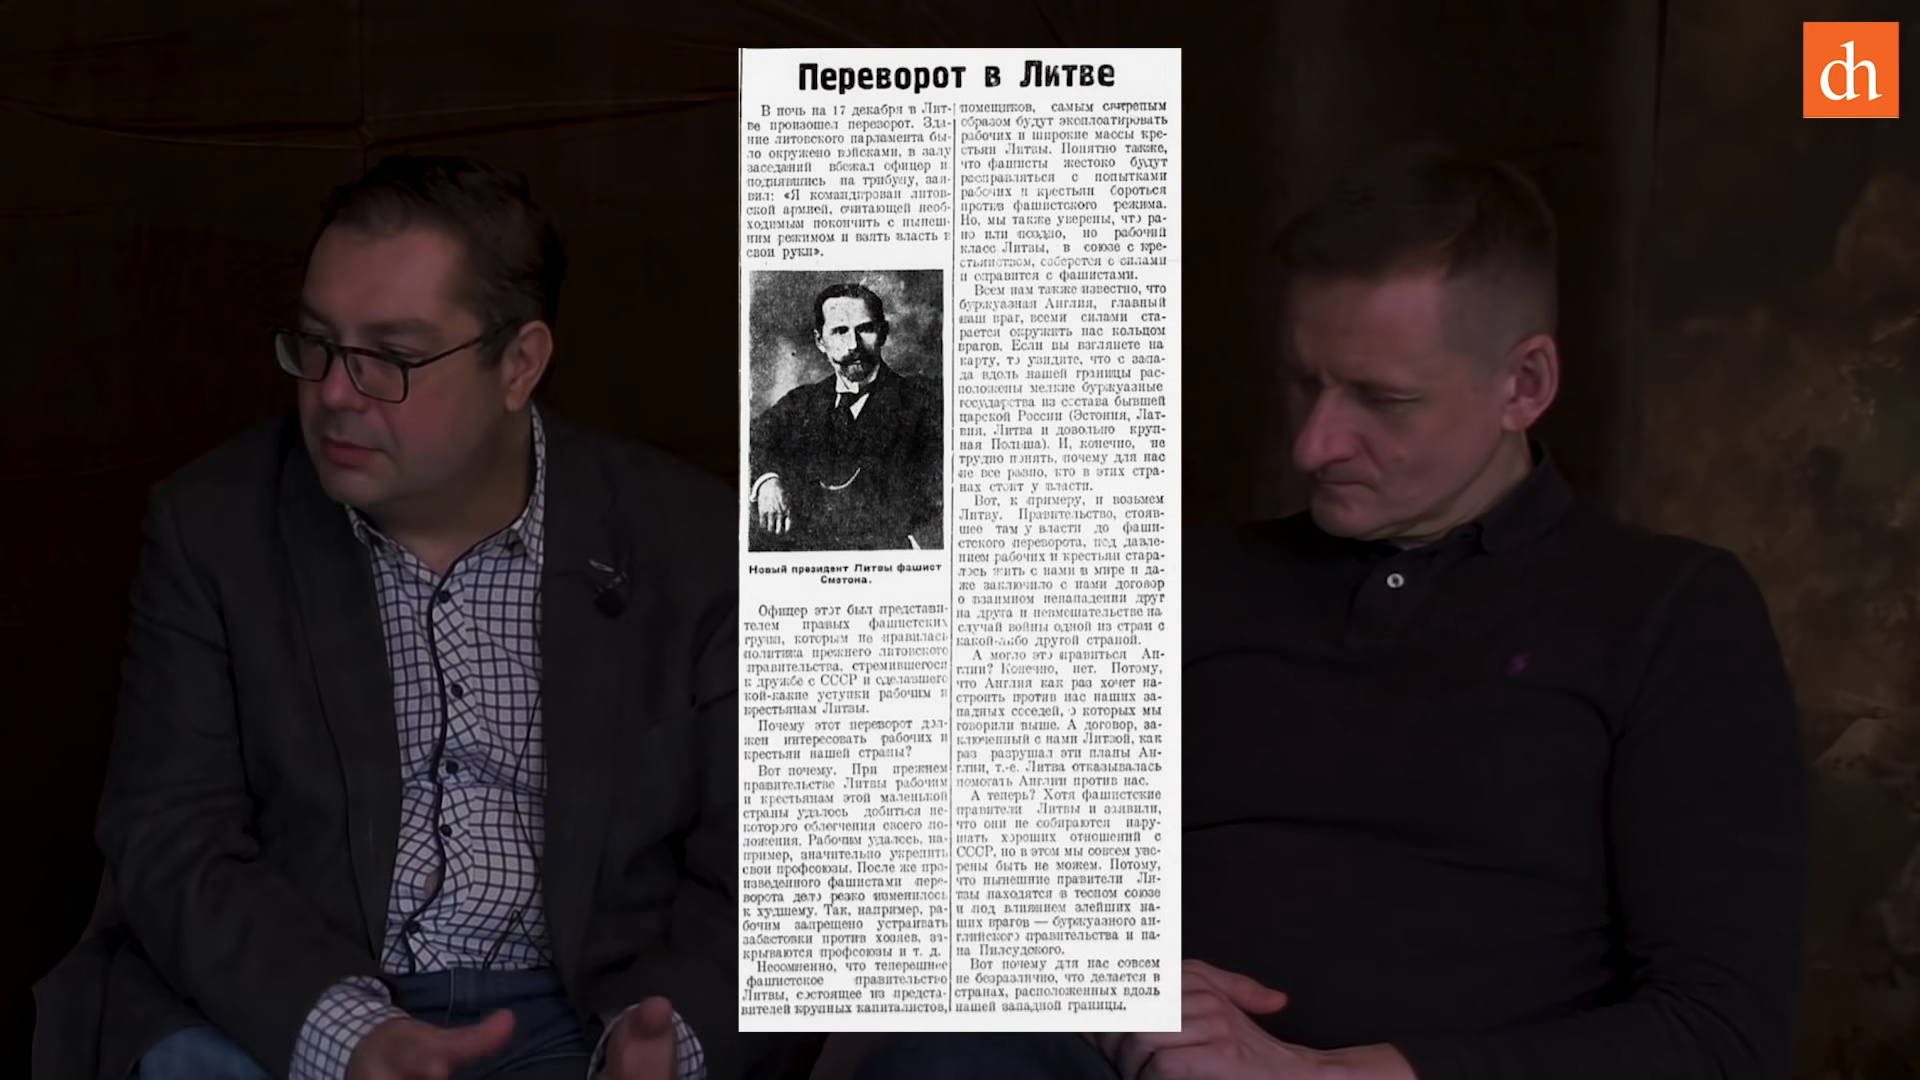 Переворот в Литве
В ночь на 17 декабря в Лит-
ве произошел переворот. Зда-
ние литовского парламента бы-
ло окружено войсками, в залу
заседаний вбежал офицер и,
поднявшись на трибуну, зая-
вил: «Я командирован литов-
ской армией, считающей необ-
ходимым покончить с нынеш-
ним режимом и взять власть в
свои руки».
Новый президент Литвы фашист
Сметона.
Офицер этот был представи-
телем правых фашистских
групп, которым не нравилась
политика прежнего литовского
правительства, стремившегося
к дружбе с СССР и сделавшего
кой-какие уступки рабочим и
крестьянам Литвы.
Почему этот переворот дол-
жен интересовать рабочих и
крестьян нашей страны?
Вот почему. При прежнем
правительстве Литвы рабочим
и крестьянам этой маленькой
страны удалось добиться не-
которого облегчения своего по-
ложения. Рабочим удалось, на-
пример, значительно укрепить
свои профсоюзы. После же про-
изведенного фашистами пере-
ворота дело резко изменилось
к худшему. Так, например, ра-
бочим запрещено устраивать
забастовки против хозяев, за-
крываются профсоюзы и т. д.
Несомненно, что теперешнее
фашистское правительство
Литвы, состоящее из предста-
вителей крупных капиталистов,
помещиков, самым свирепым
образом будут эксплоатировать
рабочих и широкие массы кре-
стьян Литвы. Понятно также,
что фашисты жестоко будут
расправляться с попытками
рабочих и крестьян бороться
против фашистского режима.
Но, мы также уверены, что ра-
но или поздно, но рабочий
класс Литвы, в союзе с кре-
стьянством, соберется с силами
и справится с фашистами.
Всем нам также известно, что
буржуазная Англия, главный
наш враг, всеми силами ста-
рается окружить нас кольцом
врагов. Если вы взглянете на
карту, то увидите, что с запа-
да вдоль нашей границы рас-
положены мелкие буржуазные
государства из состава бывшей
царской России (Эстония, Лат-
вия, Литва и довольно круп-
ная Польша). И, конечно, не
трудно понять, почему для нас
не все равно, кто в этих стра-
нах стоит у власти.
Вот, к примеру, и возьмем
Литву. Правительство, стояв-
шее там у власти до фаши-
стского переворота, под давле-
нием рабочих и крестьян стара-
лось жить с нами в мире и да-
же заключило с нами договор
о взаимном ненападении друг
на друга и невмешательстве на
случай войны одной из стран с
какой-либо другой страной.
А могло это нравиться Ан-
глии? Конечно, нет. Потому,
что Англия как раз хочет на-
строить против нас наших за-
падных соседей, о которых мы
говорили выше. А договор, за-
ключенный с нами Литвой, как
раз разрушал эти планы Ан-
глии, т.-е. Литва отказывалась
помогать Англии против нас.
А теперь? Хотя фашистские
правители Литвы и заявили,
что они не собираются нару-
шать хороших отношений с
СССР, но в этом мы совсем уве-
рены быть не можем. Потому,
что нынешние правители Ли-
твы находятся в тесном союзе
и под влиянием злейших на-
ших врагов — буржуазного ан-
глийского правительства и па-
на Пилсудского.
Вот почему для нас совсем
не безразлично, что делается в
странах, расположенных вдоль
нашей западной границы.